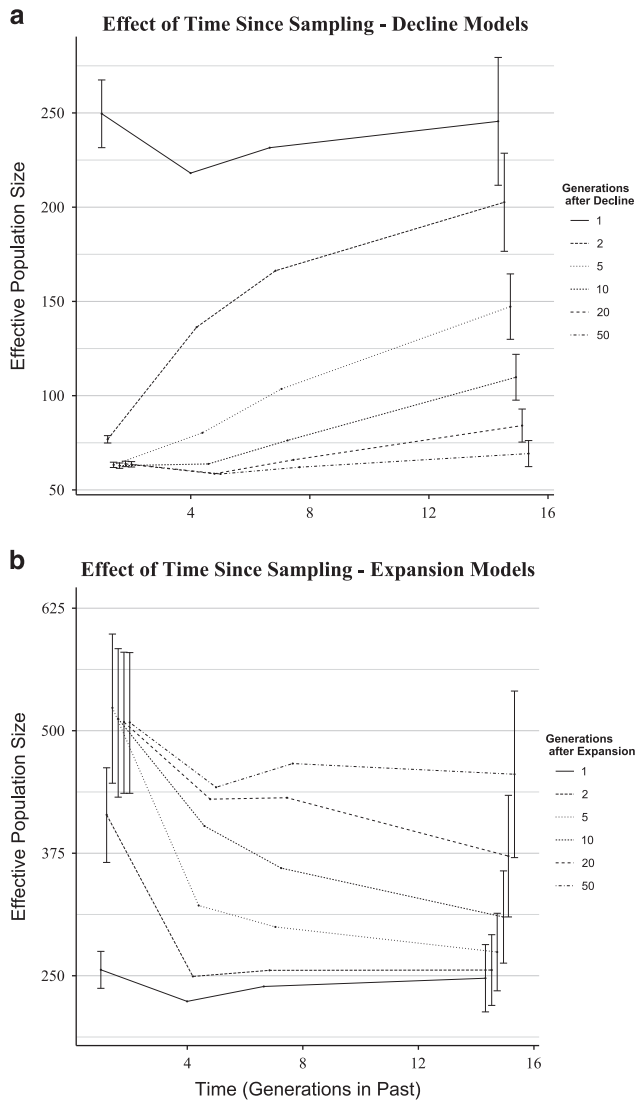 a
Effect of Time Since Sampling - Decline Models
Effective Population Size
250
200
150
100
50
4 8 12 16
Generations
after Decline
1
2
5
10
20
50
b
Effect of Time Since Sampling - Expansion Models
Effective Population Size
625
500
375
250
4 8 12 16
Time (Generations in Past)
Generations
after Expansion
1
2
5
10
20
50